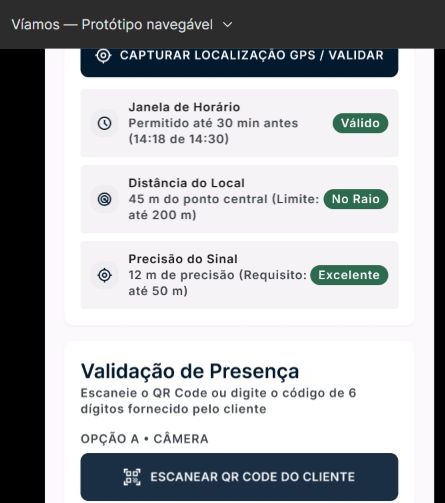 Víamos — Protótipo navegável
CAPTURAR LOCALIZAÇÃO GPS / VALIDAR
Janela de Horário
Permitido até 30 min antes
(14:18 de 14:30)
Válido
Distância do Local
45 m do ponto central (Limite:
até 200 m)
No Raio
Precisão do Sinal
12 m de precisão (Requisito:
até 50 m)
Excelente
Validação de Presença
Escaneie o QR Code ou digite o código de 6
dígitos fornecido pelo cliente
OPÇÃO A • CÂMERA
ESCANEAR QR CODE DO CLIENTE